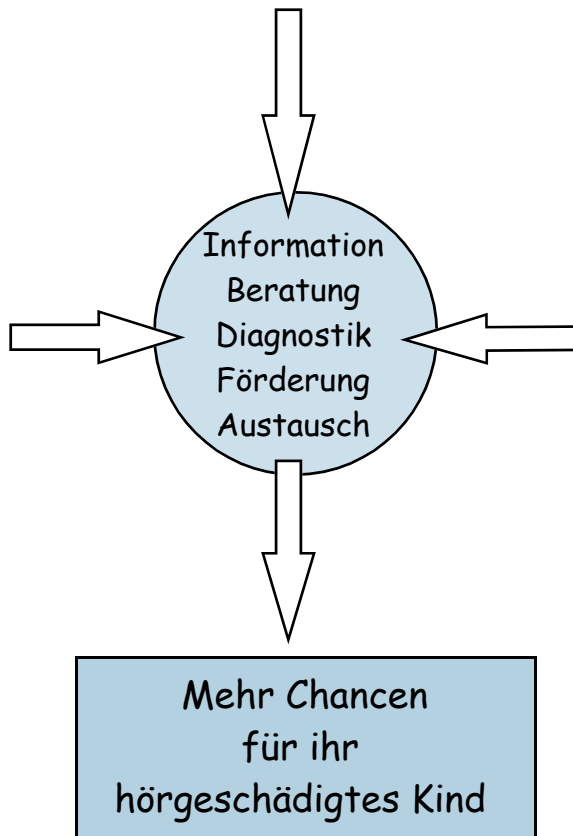 Information
Beratung
Diagnostik
Förderung
Austausch
Mehr Chancen
für ihr
hörgeschädigtes Kind